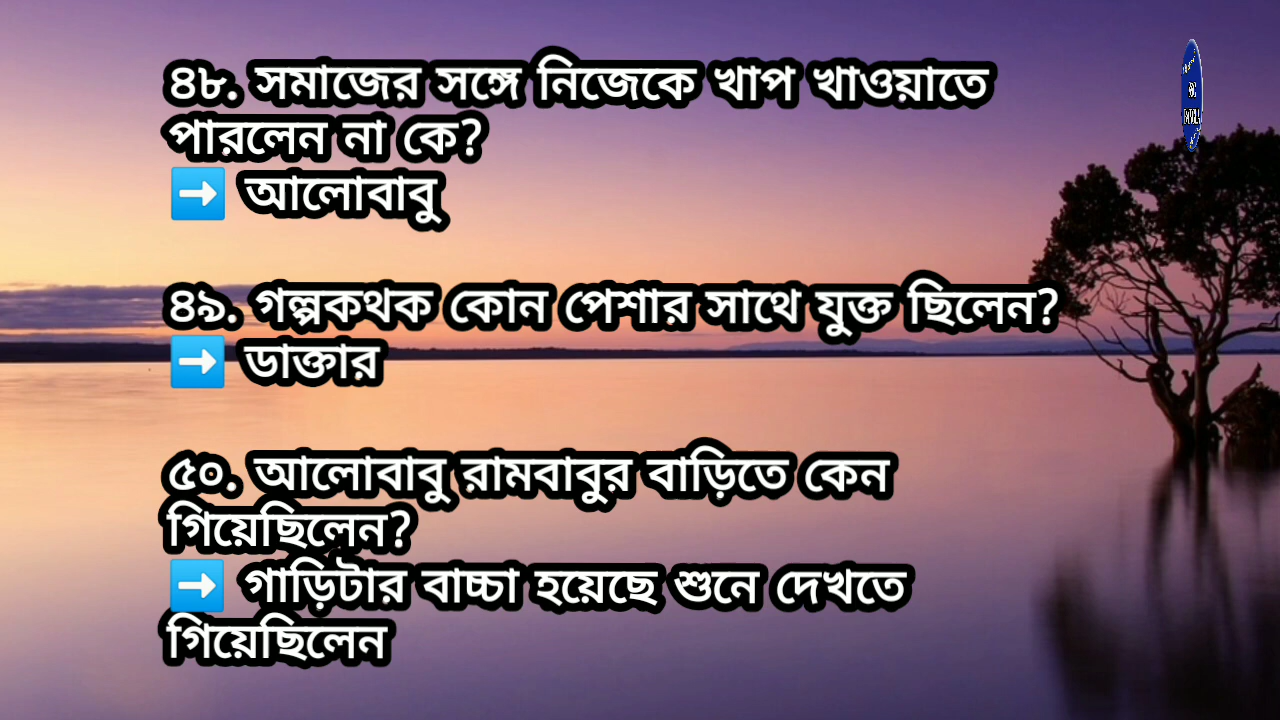 ৪৮. সমাজের সঙ্গে নিজেকে খাপ খাওয়াতে
পারলেন না কে?
➡ আলোবাবু
৪৯. গল্পকথক কোন পেশার সাথে যুক্ত ছিলেন?
➡ ডাক্তার
৫০. আলোবাবু রামবাবুর বাড়িতে কেন
গিয়েছিলেন?
➡ গাড়িটার বাচ্চা হয়েছে শুনে দেখতে
গিয়েছিলেন